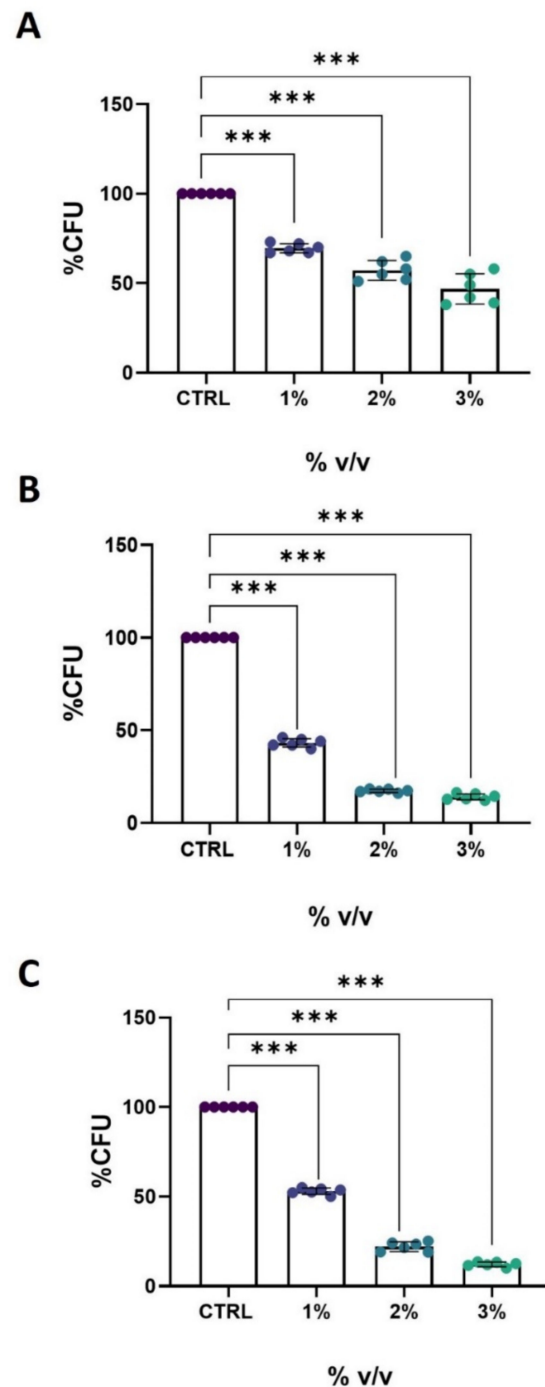 A
***
***
***
150
100
50
0
%CFU
CTRL 1% 2% 3%
% v/v
B
***
***
***
150
100
50
0
%CFU
CTRL 1% 2% 3%
% v/v
C
***
***
***
150
100
50
0
%CFU
CTRL 1% 2% 3%
% v/v